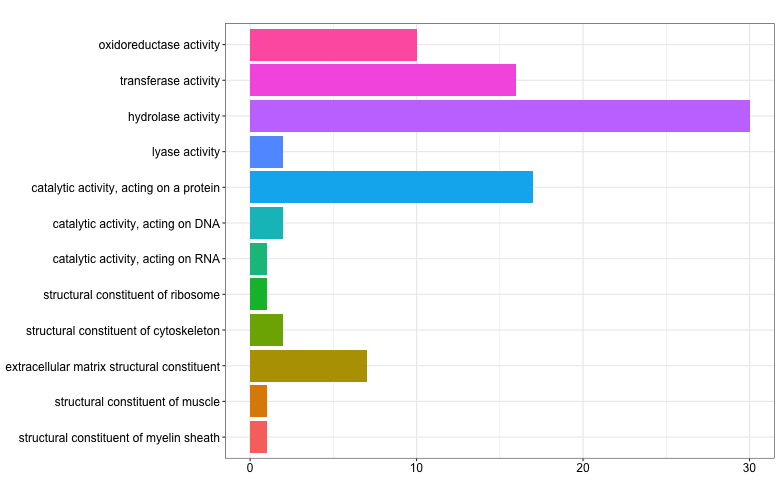 oxidoreductase activity
transferase activity
hydrolase activity
lyase activity
catalytic activity, acting on a protein
catalytic activity, acting on DNA
catalytic activity, acting on RNA
structural constituent of ribosome
structural constituent of cytoskeleton
extracellular matrix structural constituent
structural constituent of muscle
structural constituent of myelin sheath
0 10 20 30